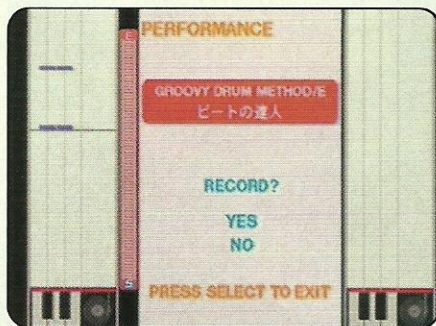 E
PERFORMANCE
GROOVY DRUM METHOD/E
ビートの達人
RECORD?
YES
NO
S
PRESS SELECT TO EXIT